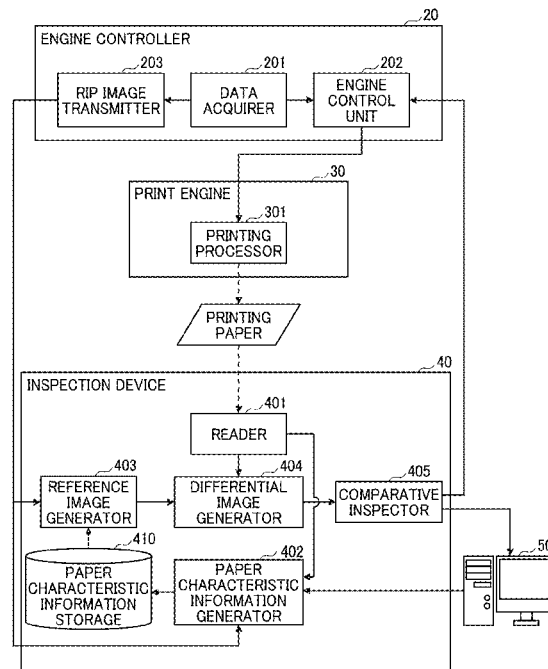 20
ENGINE CONTROLLER
203
201
202
RIP IMAGE
TRANSMITTER
DATA
ACQUIRER
ENGINE
CONTROL
UNIT
30
PRINT ENGINE
301
PRINTING
PROCESSOR
PRINTING
PAPER
40
INSPECTION DEVICE
401
READER
403
404
405
REFERENCE
IMAGE
GENERATOR
DIFFERENTIAL
IMAGE
GENERATOR
COMPARATIVE
INSPECTOR
410
402
50
PAPER
CHARACTERISTIC
INFORMATION
STORAGE
PAPER
CHARACTERISTIC
INFORMATION
GENERATOR